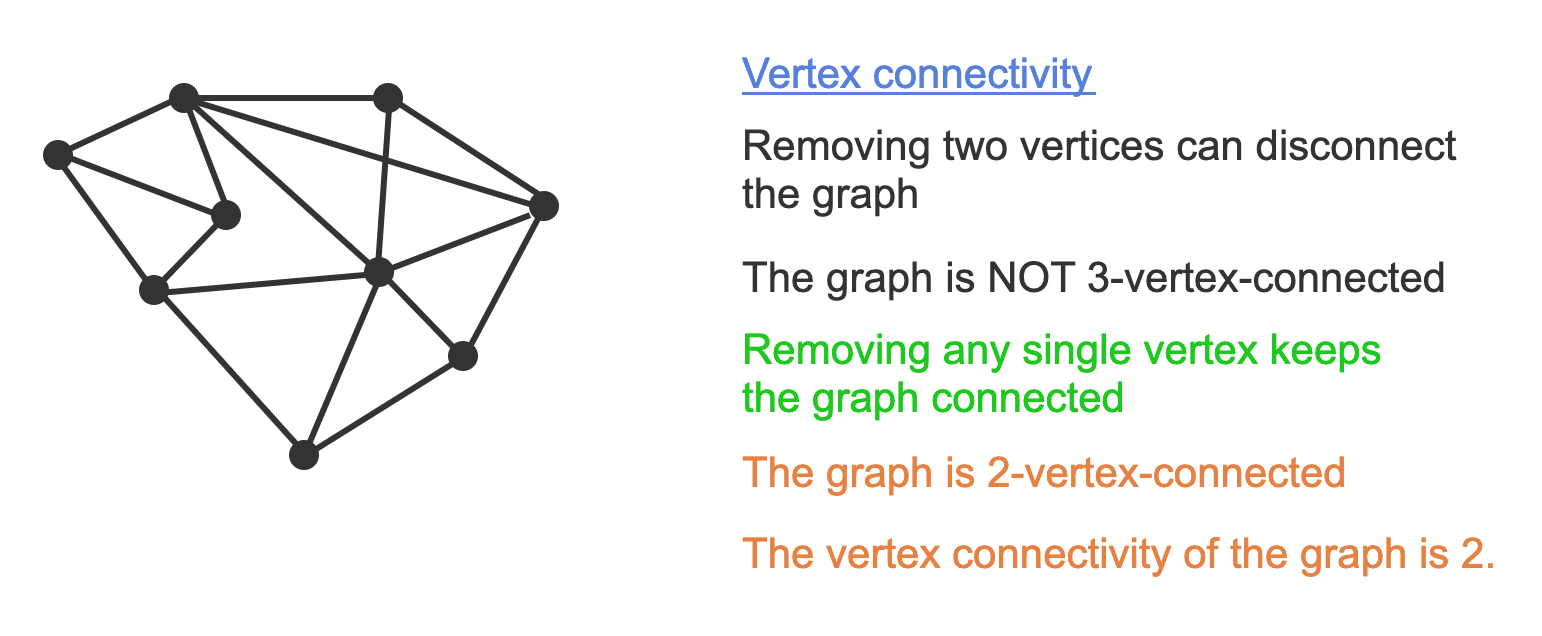 Vertex connectivity
Removing two vertices can disconnect
the graph
The graph is NOT 3-vertex-connected
Removing any single vertex keeps
the graph connected
The graph is 2-vertex-connected
The vertex connectivity of the graph is 2.